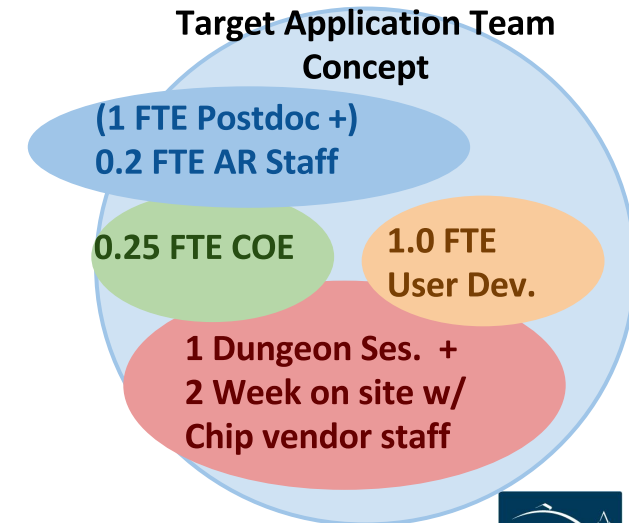 Target Application Team
Concept
(1 FTE Postdoc +)
0.2 FTE AR Staff
0.25 FTE COE
1.0 FTE
User Dev.
1 Dungeon Ses. +
2 Week on site w/
Chip vendor staff